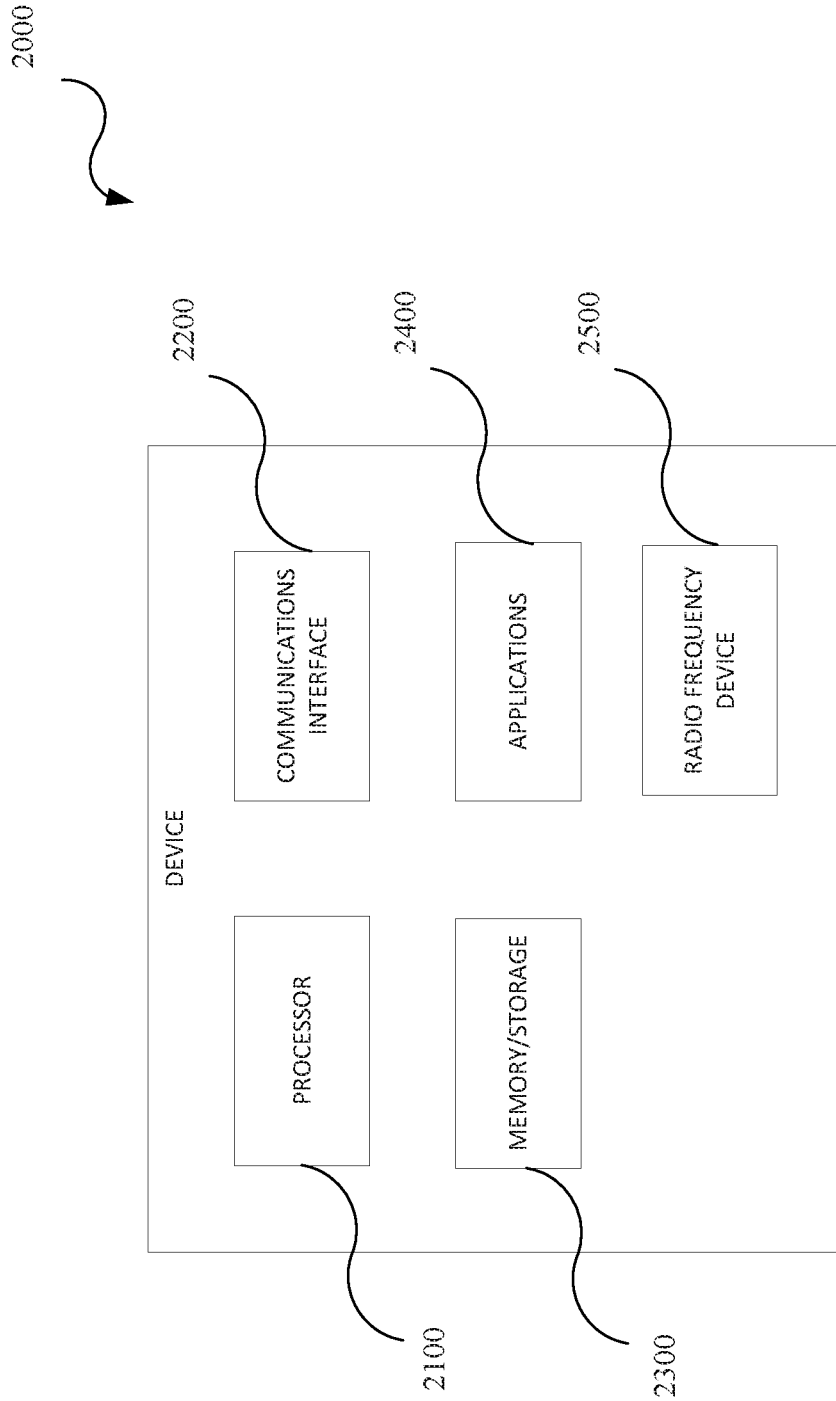 2000
DEVICE
2100
PROCESSOR
COMMUNICATIONS
INTERFACE
2200
2300
MEMORY/STORAGE
APPLICATIONS
2400
RADIO FREQUENCY
DEVICE
2500